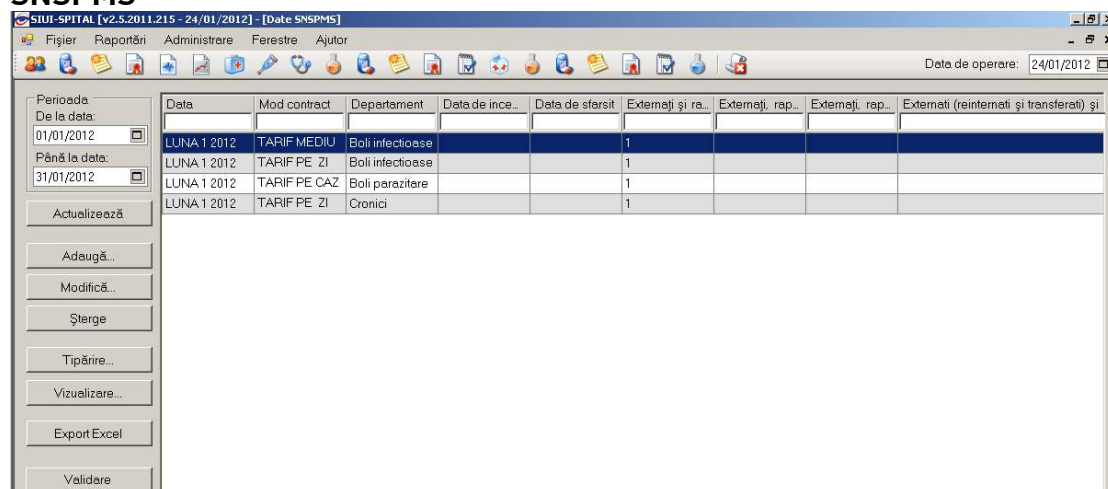 SNSPMS
SIUI-SPITAL [v2.5.2011.215 - 24/01/2012] - [Date SNSPMS]
Fişier Raportări Administrare Ferestre Ajutor
Data de operare: 24/01/2012
Perioada
De la data:
01/01/2012
Până la data:
31/01/2012
Actualizează
Adaugă...
Modifică...
Şterge
Tipărire...
Vizualizare...
Export Excel
Validare
Data Mod contract Departament Data de ince... Data de sfarsit Externaţi şi ra... Externaţi, rap... Externaţi, rap... Externati (reinternati şi transferati) şi
LUNA 1 2012 TARIF MEDIU Boli infectioase 1
LUNA 1 2012 TARIF PE ZI Boli infectioase 1
LUNA 1 2012 TARIF PE CAZ Boli parazitare 1
LUNA 1 2012 TARIF PE ZI Cronici 1